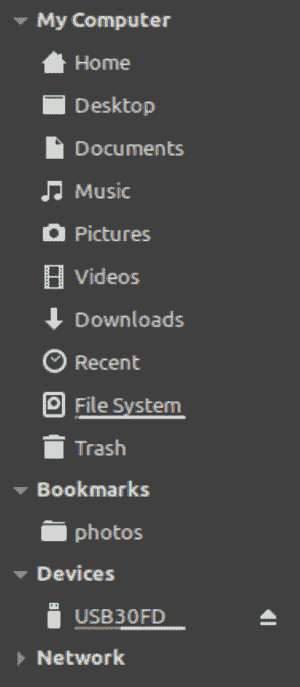 My Computer
Home
Desktop
Documents
Music
Pictures
Videos
Downloads
Recent
File System
Trash
Bookmarks
photos
Devices
USB30FD
Network